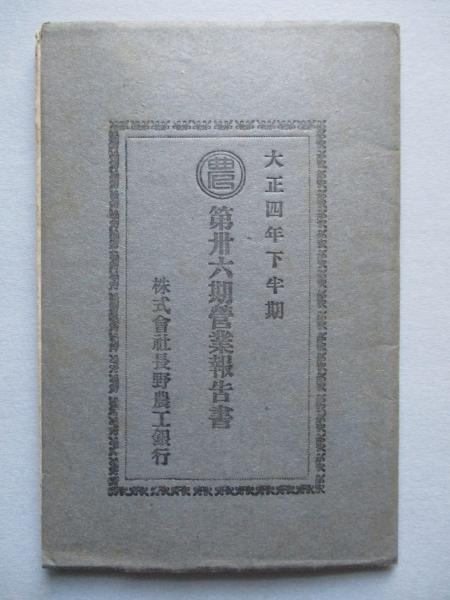 大正四年下半期
農
第卅六期營業報告書
株式會社長野農工銀行